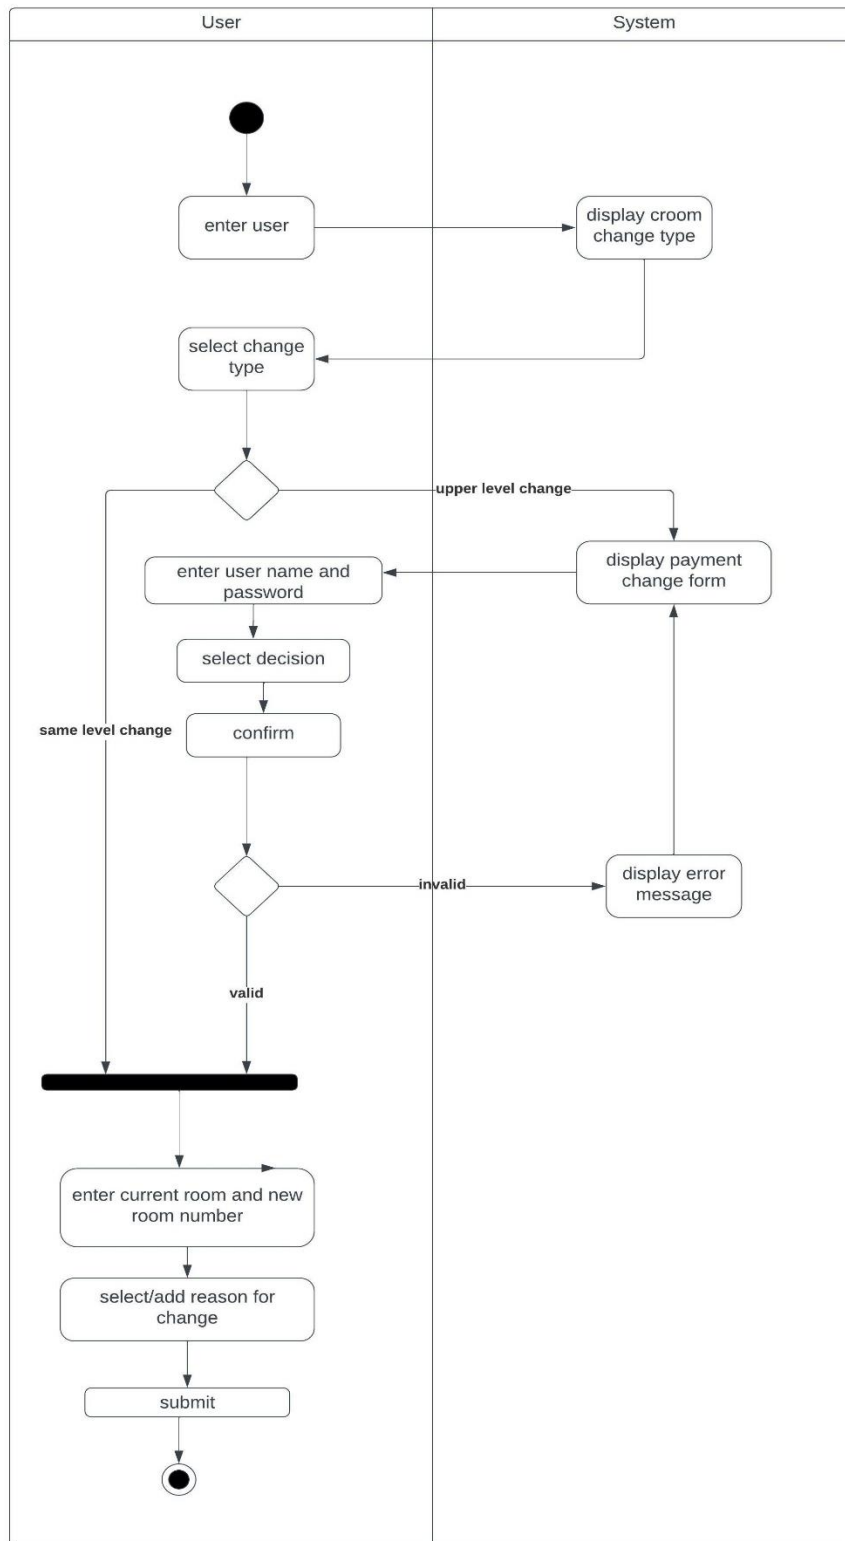 User
System
enter user
display croom
change type
select change
type
upper level change
enter user name and
password
display payment
change form
select decision
same level change
confirm
invalid
display error
message
valid
enter current room and new
room number
select/add reason for
change
submit